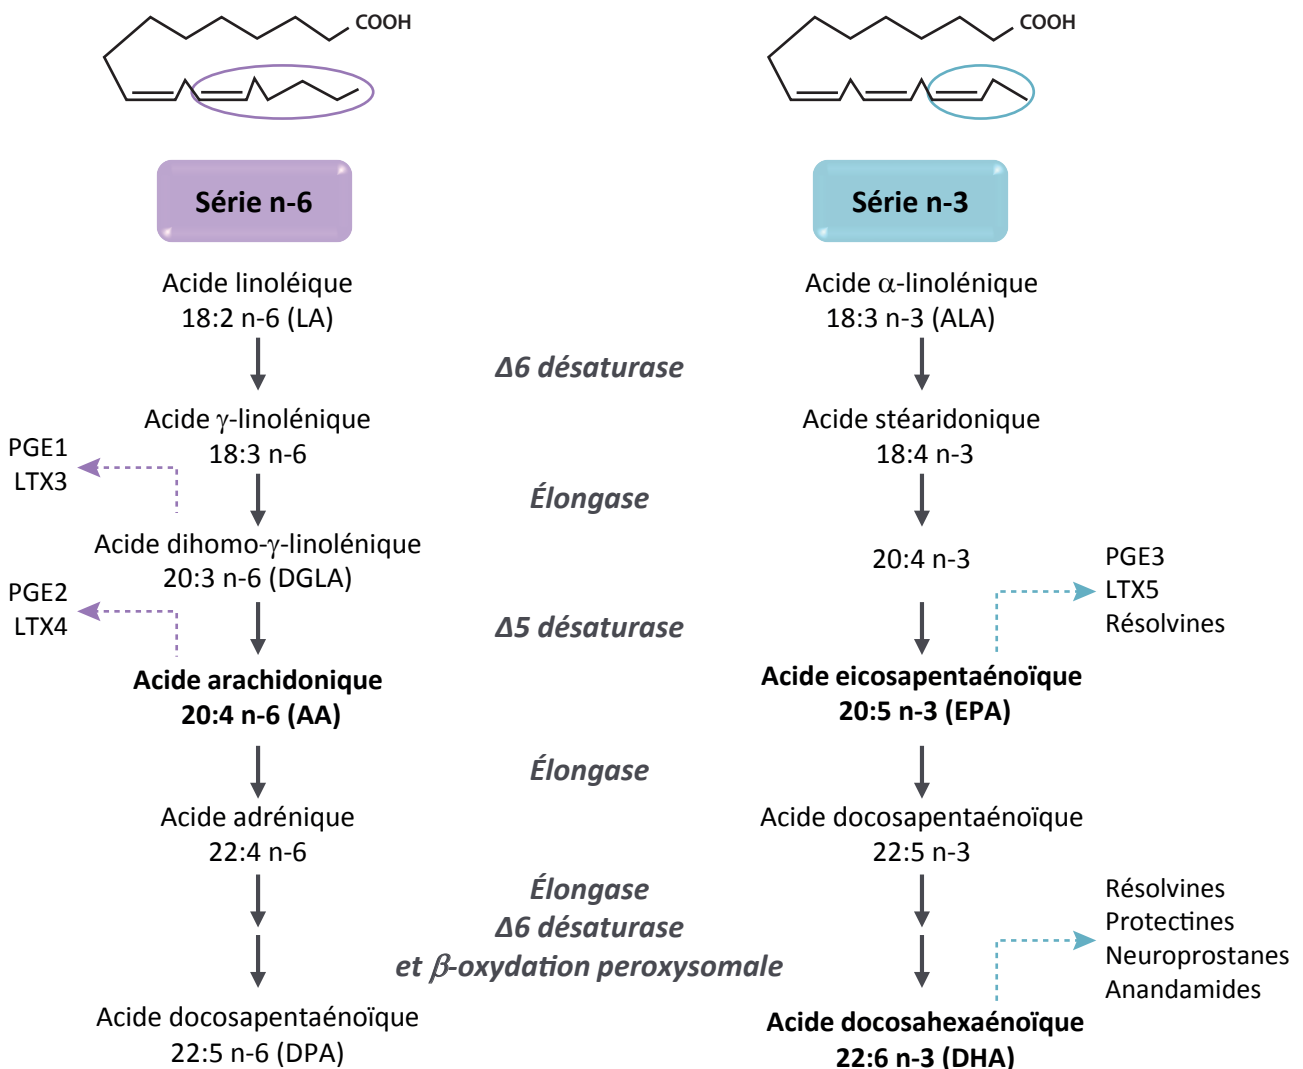 COOH
COOH
Série n-6
Série n-3
Acide linoléique
18:2 n-6 (LA)
Acide α-linolénique
18:3 n-3 (ALA)
Δ6 désaturase
Acide γ-linolénique
18:3 n-6
Acide stéaridonique
18:4 n-3
PGE1
LTX3
Élongase
Acide dihomo-γ-linolénique
20:3 n-6 (DGLA)
20:4 n-3
PGE2
LTX4
PGE3
LTX5
Résolvines
Δ5 désaturase
Acide arachidonique
20:4 n-6 (AA)
Acide eicosapentaénoïque
20:5 n-3 (EPA)
Élongase
Acide adrénique
22:4 n-6
Acide docosapentaénoïque
22:5 n-3
Élongase
Δ6 désaturase
et β-oxydation peroxysomale
Résolvines
Protectines
Neuroprostanes
Anandamides
Acide docosapentaénoïque
22:5 n-6 (DPA)
Acide docosahexaénoïque
22:6 n-3 (DHA)